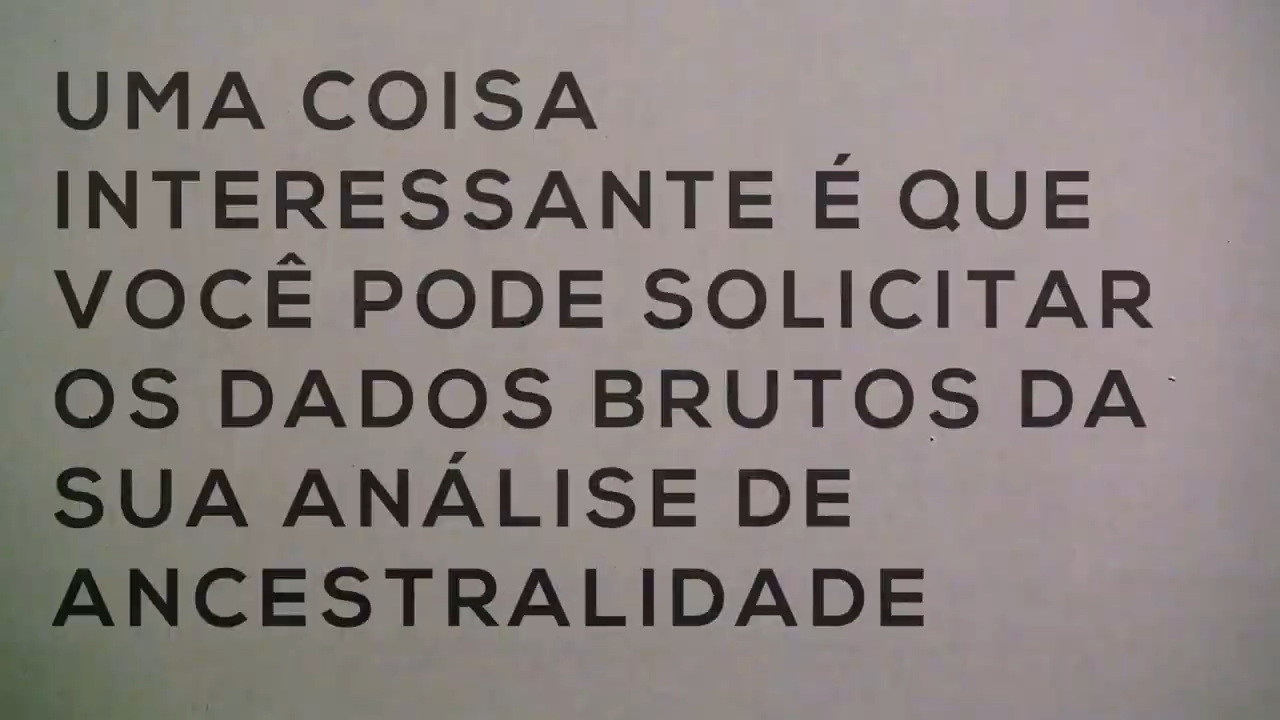 UMA COISA
INTERESSANTE É QUE
VOCÊ PODE SOLICITAR
OS DADOS BRUTOS DA
SUA ANÁLISE DE
ANCESTRALIDADE